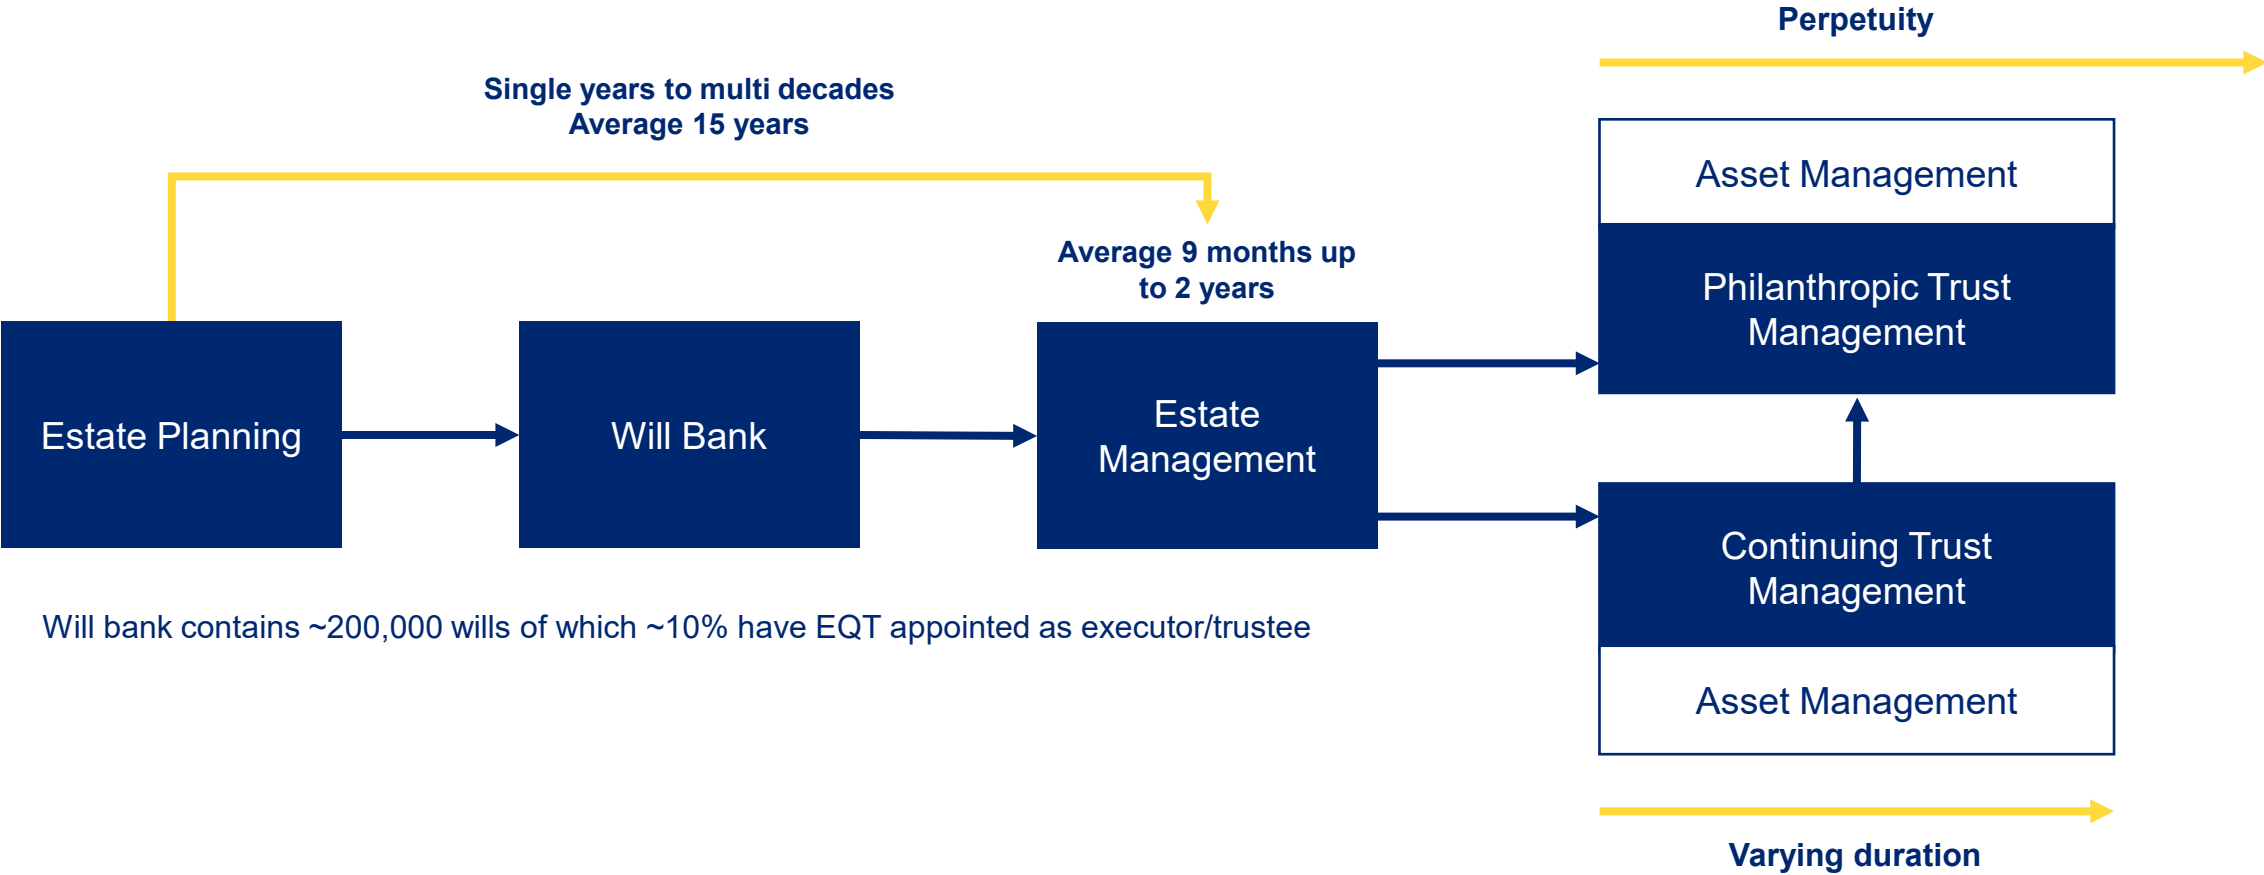 Perpetuity
Single years to multi decades
Average 15 years
Asset Management
Average 9 months up
to 2 years
Philanthropic Trust
Management
Estate Planning
Will Bank
Estate
Management
Continuing Trust
Management
Will bank contains ~200,000 wills of which ~10% have EQT appointed as executor/trustee
Asset Management
Varying duration